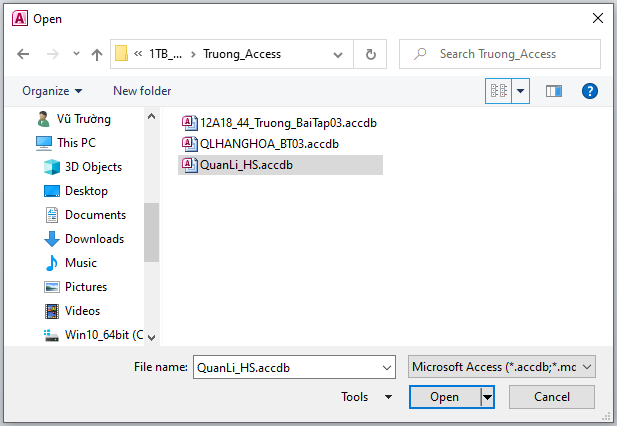 Open
« 1TB_... > Truong_Access
Search Truong_Access
Organize
New folder
Vũ Trường
This PC
3D Objects
Desktop
Documents
Downloads
Music
Pictures
Videos
Win10_64bit (C
12A18_44_Truong_BaiTap03.accdb
QLHANGHOA_BT03.accdb
QuanLi_HS.accdb
File name:
QuanLi_HS.accdb
Microsoft Access (*.accdb;*.mc
Tools
Open
Cancel